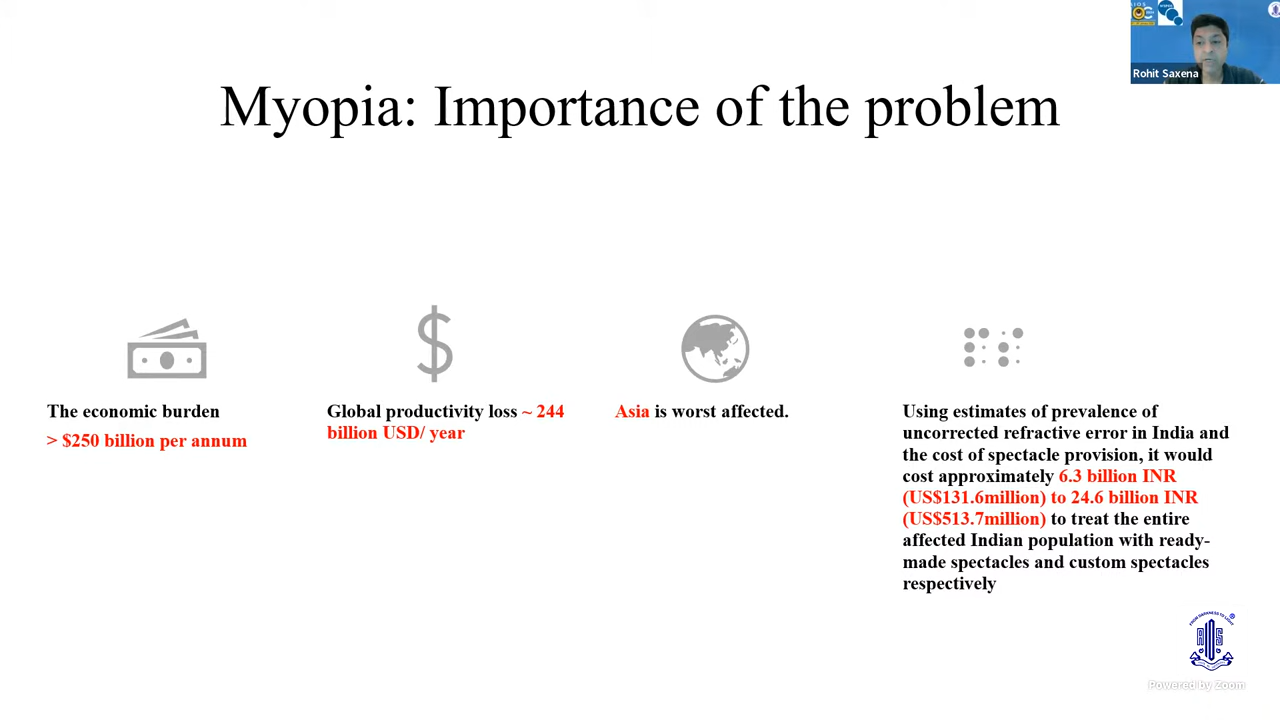 Rohit Saxena
Myopia: Importance of the problem
The economic burden
> $250 billion per annum
Global productivity loss ~ 244
billion USD/ year
Asia is worst affected.
Using estimates of prevalence of
uncorrected refractive error in India and
the cost of spectacle provision, it would
cost approximately 6.3 billion INR
(US$131.6million) to 24.6 billion INR
(US$513.7million) to treat the entire
affected Indian population with ready-
made spectacles and custom spectacles
respectively
Powered by Zoom